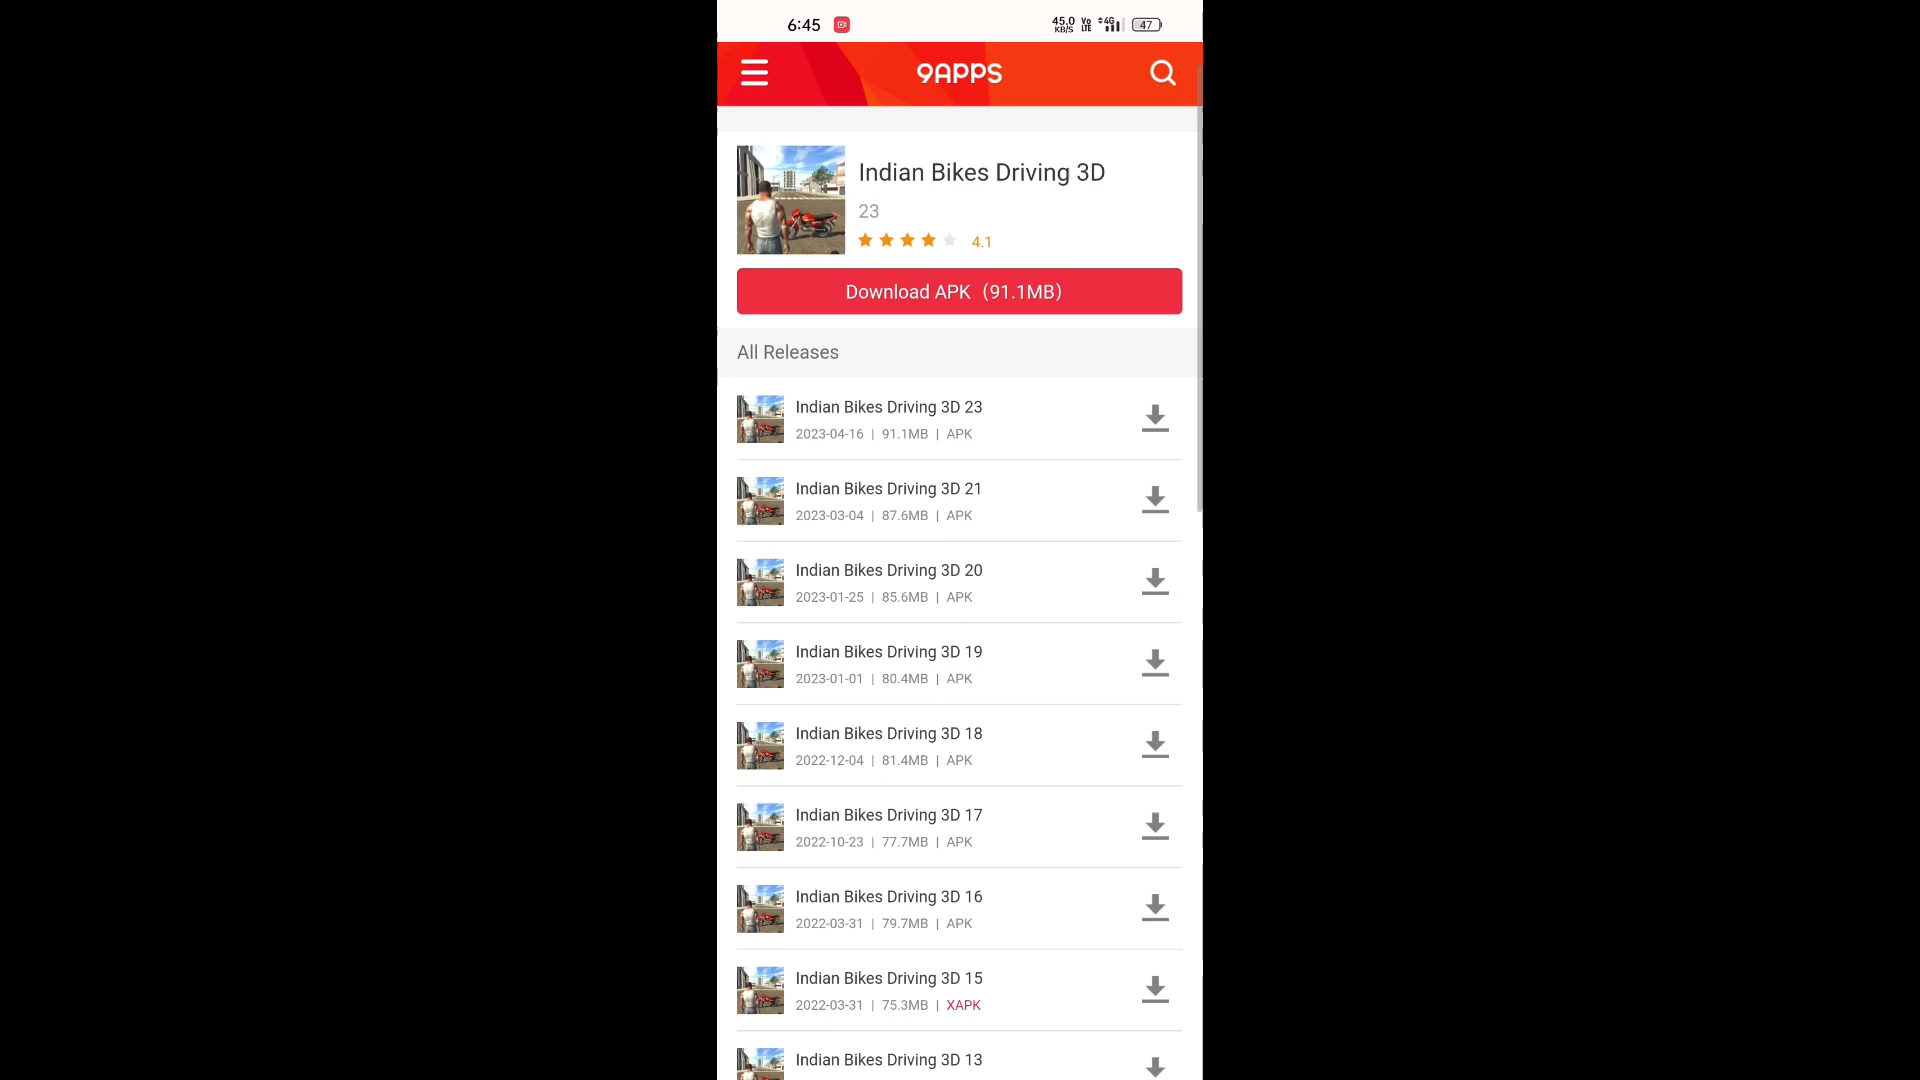 6:45
45.0 KB/S Vo LTE 4G 47
9APPS
Indian Bikes Driving 3D
23
4.1
Download APK (91.1MB)
All Releases
Indian Bikes Driving 3D 23
2023-04-16 | 91.1MB | APK
Indian Bikes Driving 3D 21
2023-03-04 | 87.6MB | APK
Indian Bikes Driving 3D 20
2023-01-25 | 85.6MB | APK
Indian Bikes Driving 3D 19
2023-01-01 | 80.4MB | APK
Indian Bikes Driving 3D 18
2022-12-04 | 81.4MB | APK
Indian Bikes Driving 3D 17
2022-10-23 | 77.7MB | APK
Indian Bikes Driving 3D 16
2022-03-31 | 79.7MB | APK
Indian Bikes Driving 3D 15
2022-03-31 | 75.3MB | XAPK
Indian Bikes Driving 3D 13